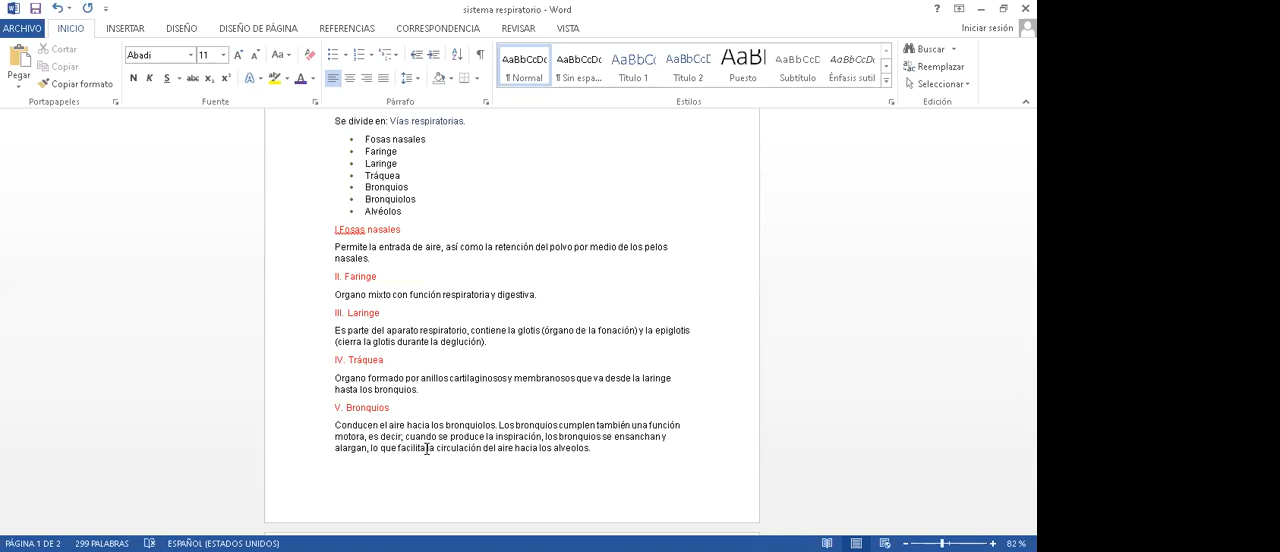 sistema respiratorio - Word
?
ARCHIVO INICIO INSERTAR DISEÑO DISEÑO DE PÁGINA REFERENCIAS CORRESPONDENCIA REVISAR VISTA Iniciar sesión
Pegar
Cortar
Copiar
Copiar formato
Portapapeles
Abadi 11
N K S abc x₂ x²
Fuente
Párrafo
AaBbCcDc AaBbCcDc AaBbCc AaBbCcD AaBl AaBbCcD AaBbCcDc
¶ Normal ¶ Sin espa... Título 1 Título 2 Puesto Subtítulo Énfasis sutil
Estilos
Buscar
Reemplazar
Seleccionar
Edición
Se divide en: Vías respiratorias.
• Fosas nasales
• Faringe
• Laringe
• Tráquea
• Bronquios
• Bronquiolos
• Alvéolos
I.Fosas nasales
Permite la entrada de aire, así como la retención del polvo por medio de los pelos
nasales.
II. Faringe
Organo mixto con función respiratoria y digestiva.
III. Laringe
Es parte del aparato respiratorio, contiene la glotis (órgano de la fonación) y la epiglotis
(cierra la glotis durante la deglución).
IV. Tráquea
Organo formado por anillos cartilaginosos y membranosos que va desde la laringe
hasta los bronquios.
V. Bronquios
Conducen el aire hacia los bronquiolos. Los bronquios cumplen también una función
motora, es decir; cuando se produce la inspiración, los bronquios se ensanchan y
alargan, lo que facilita la circulación del aire hacia los alveolos.
PÁGINA 1 DE 2 299 PALABRAS ESPAÑOL (ESTADOS UNIDOS) 82 %